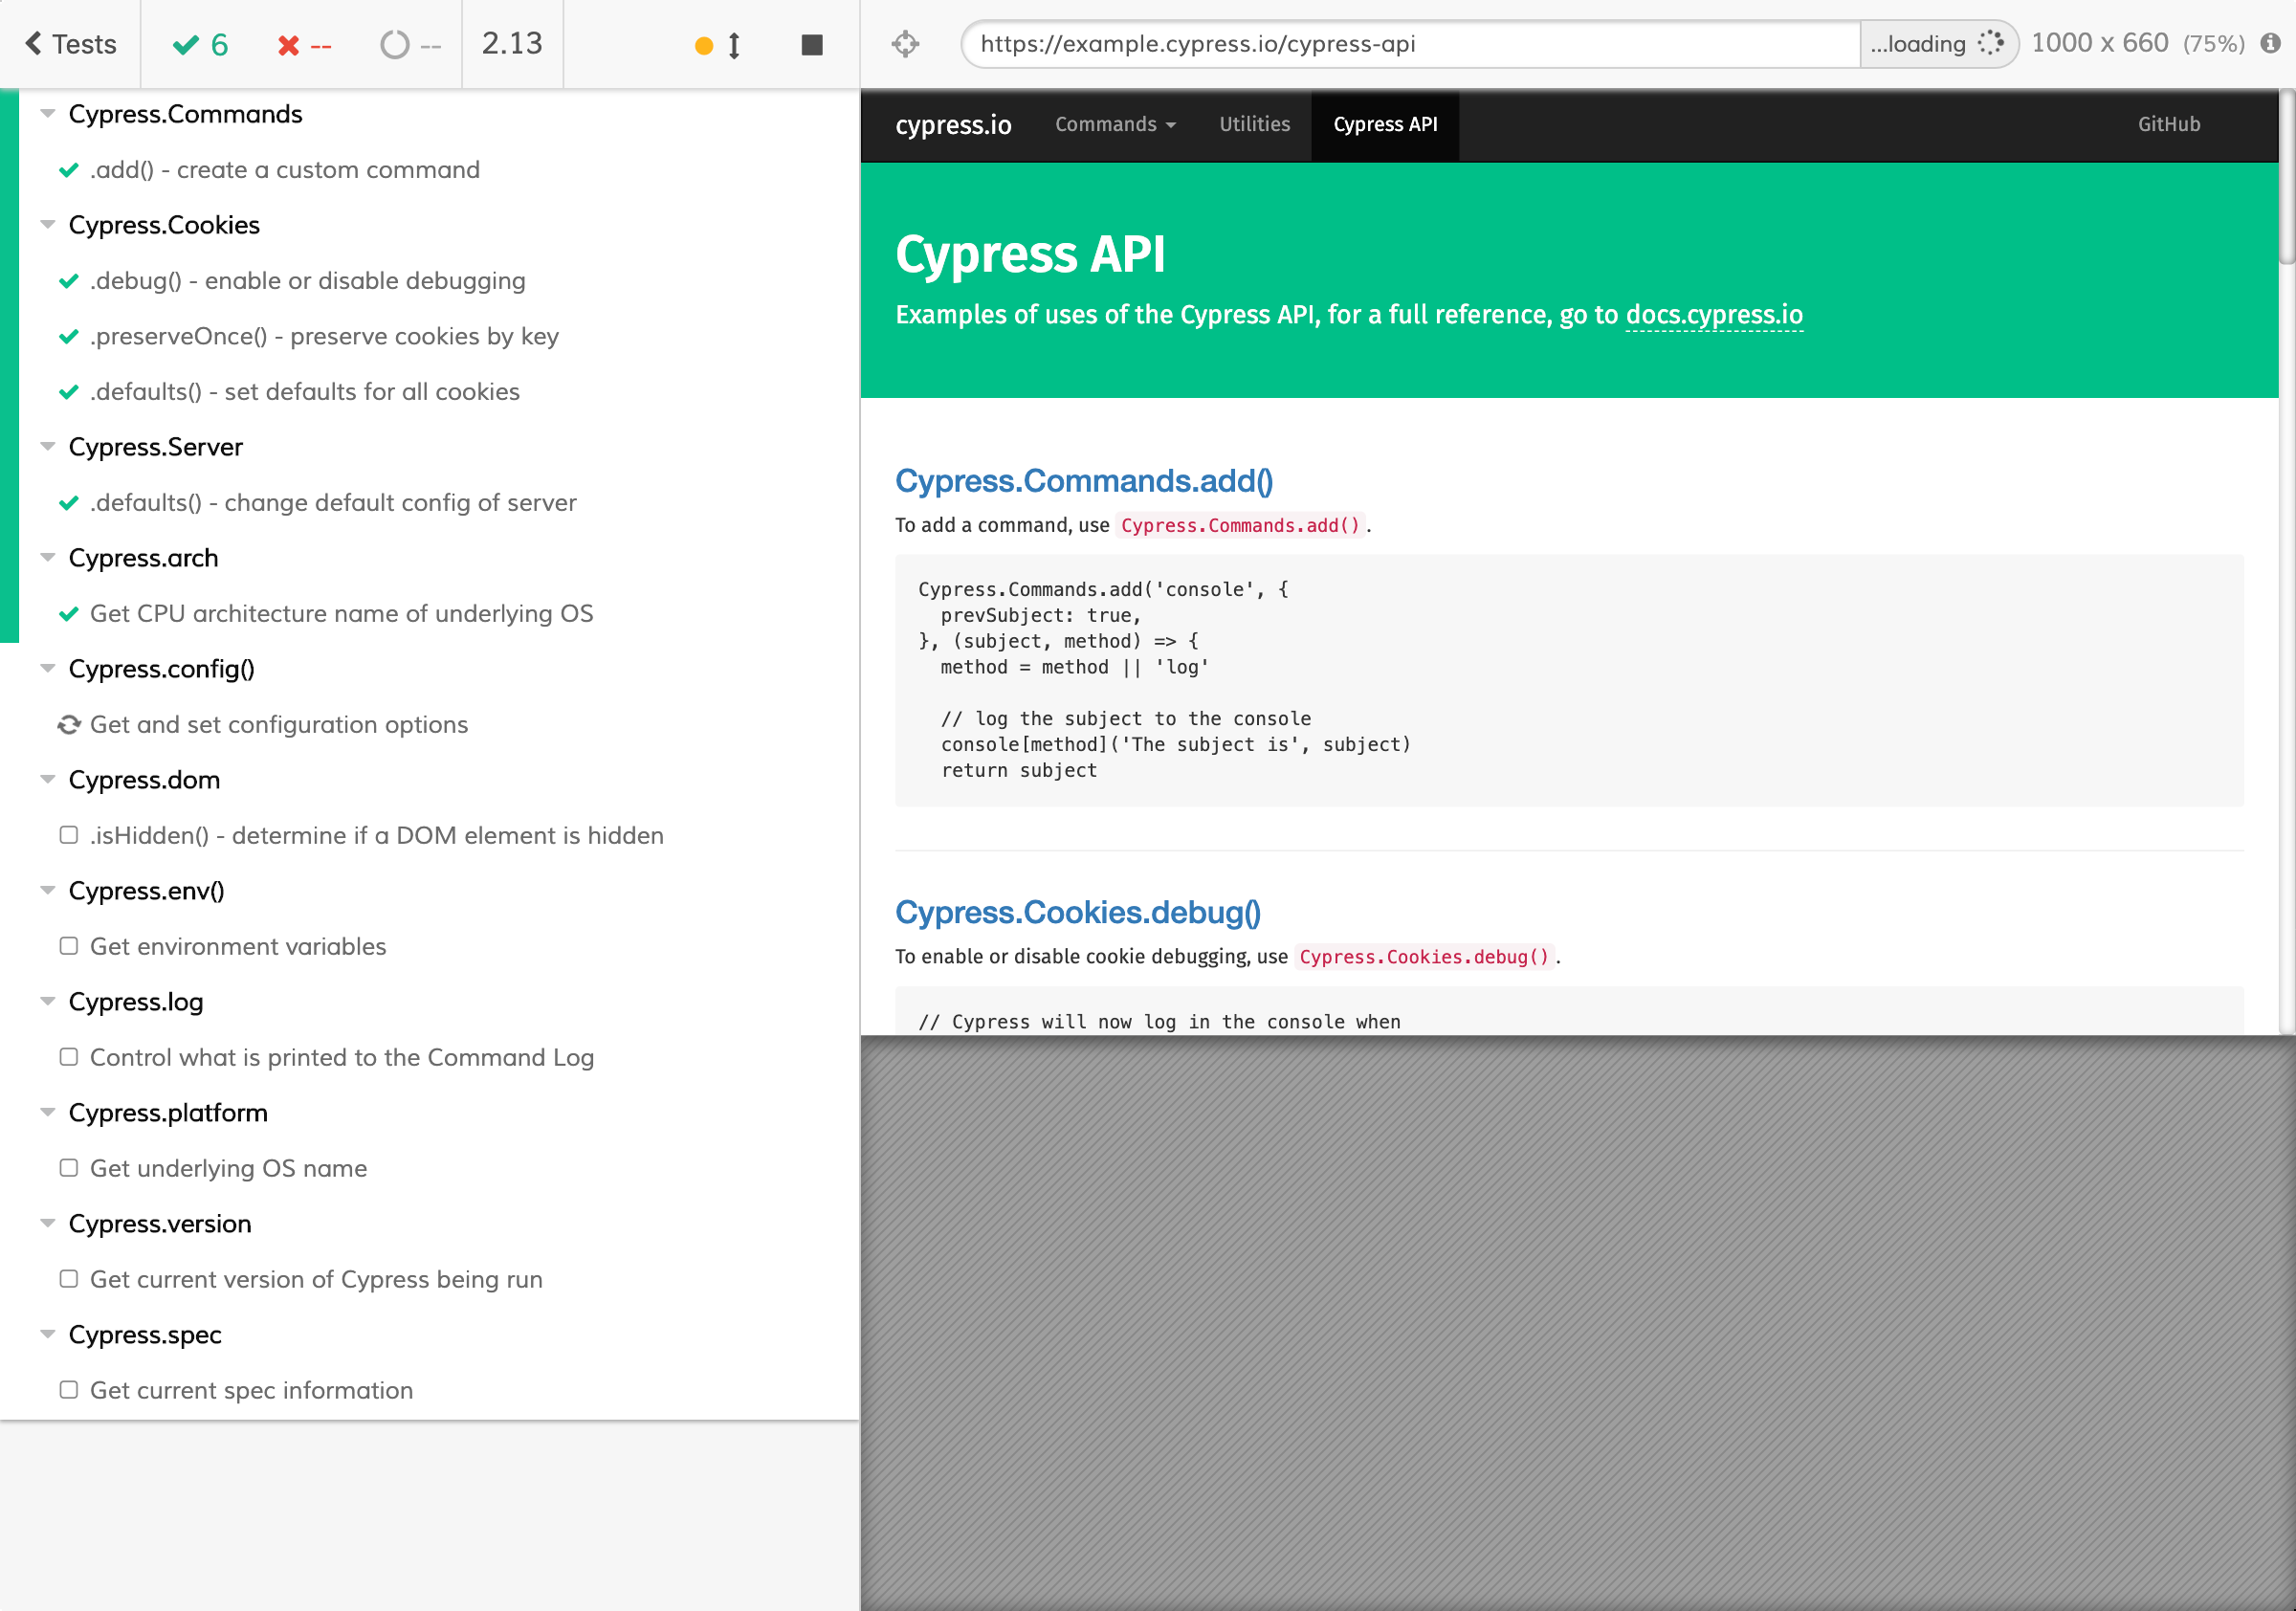 Tests
6
--
--
2.13
Cypress.Commands
.add() - create a custom command
Cypress.Cookies
.debug() - enable or disable debugging
.preserveOnce() - preserve cookies by key
.defaults() - set defaults for all cookies
Cypress.Server
.defaults() - change default config of server
Cypress.arch
Get CPU architecture name of underlying OS
Cypress.config()
Get and set configuration options
Cypress.dom
.isHidden() - determine if a DOM element is hidden
Cypress.env()
Get environment variables
Cypress.log
Control what is printed to the Command Log
Cypress.platform
Get underlying OS name
Cypress.version
Get current version of Cypress being run
Cypress.spec
Get current spec information
https://example.cypress.io/cypress-api
...loading
1000 x 660 (75%)
cypress.io
Commands
Utilities
Cypress API
GitHub
Cypress API
Examples of uses of the Cypress API, for a full reference, go to docs.cypress.io
Cypress.Commands.add()
To add a command, use Cypress.Commands.add().
Cypress.Commands.add('console', {
  prevSubject: true,
}, (subject, method) => {
  method = method || 'log'
  // log the subject to the console
  console[method]('The subject is', subject)
  return subject
Cypress.Cookies.debug()
To enable or disable cookie debugging, use Cypress.Cookies.debug().
// Cypress will now log in the console when